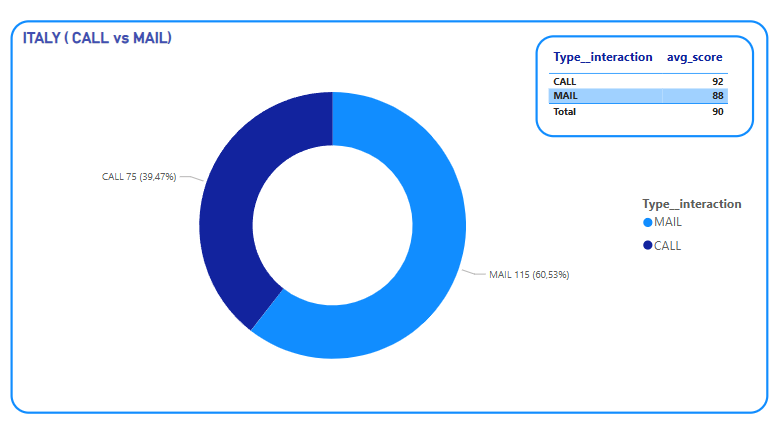 ITALY ( CALL vs MAIL)
Type__interaction avg_score
CALL 92
MAIL 88
Total 90
CALL 75 (39,47%)
MAIL 115 (60,53%)
Type__interaction
MAIL
CALL